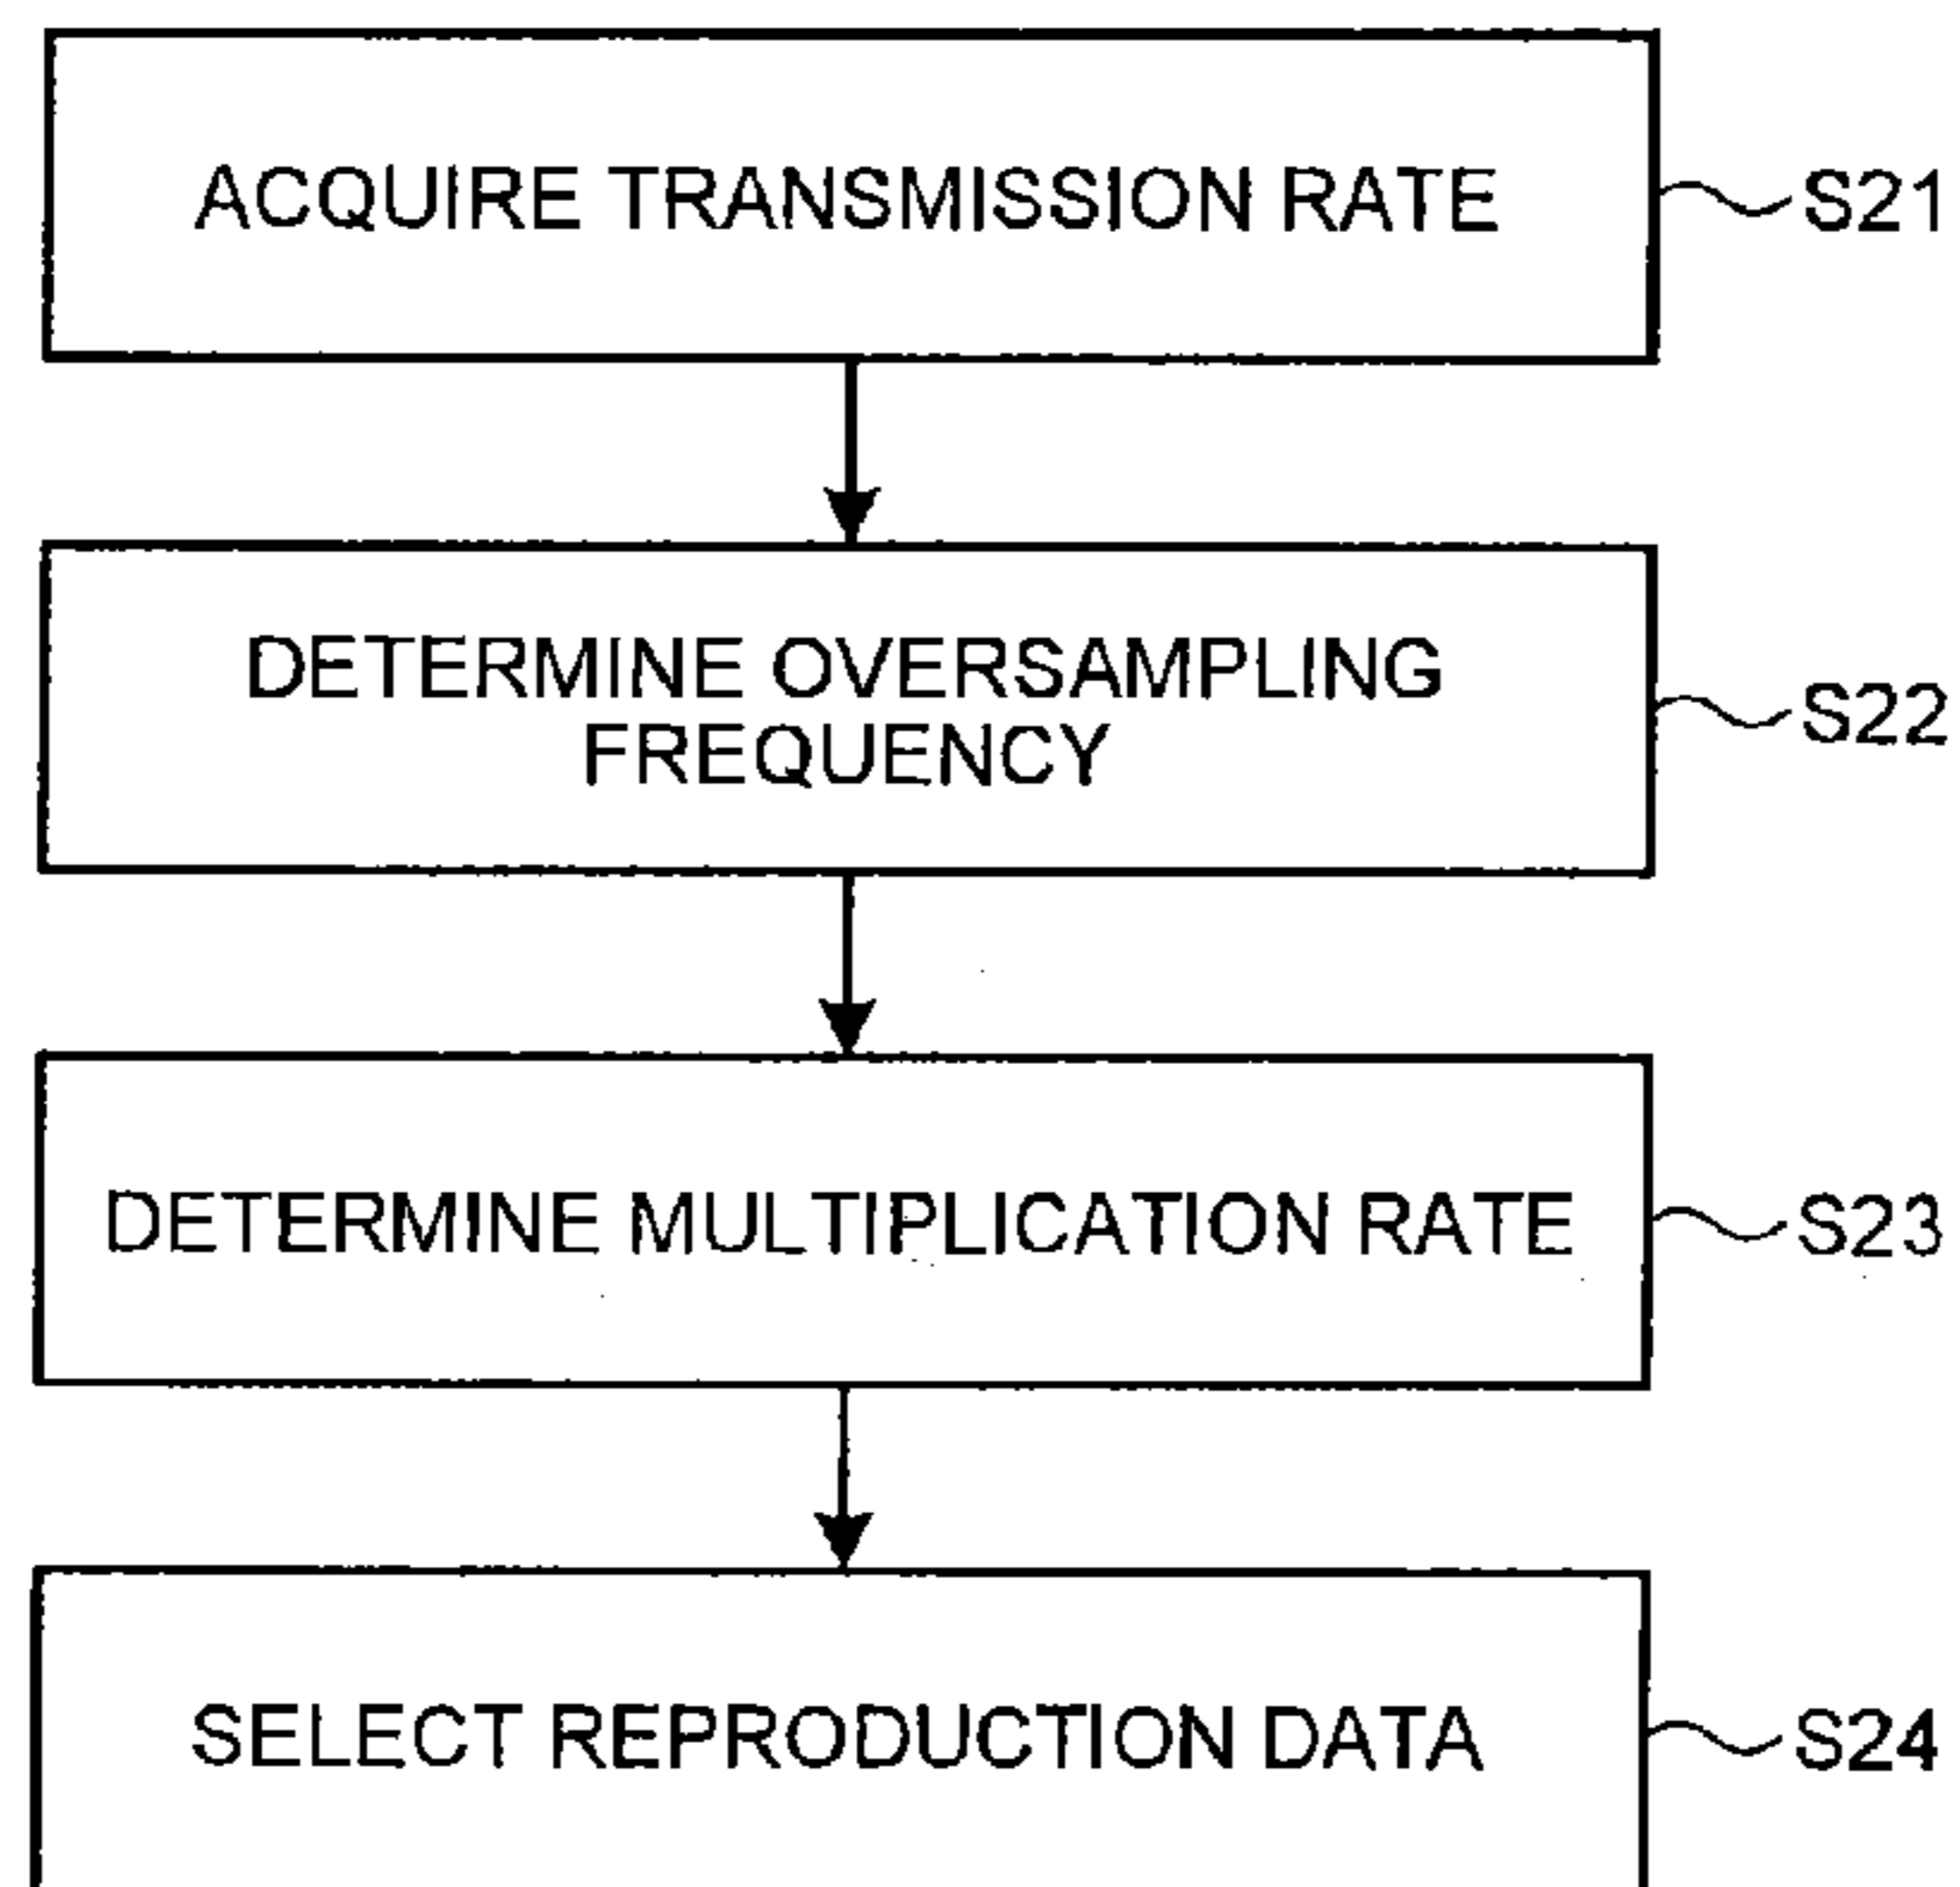 ACQUIRE TRANSMISSION RATE
S21
DETERMINE OVERSAMPLING
FREQUENCY
S22
DETERMINE MULTIPLICATION RATE
S23
SELECT REPRODUCTION DATA
S24